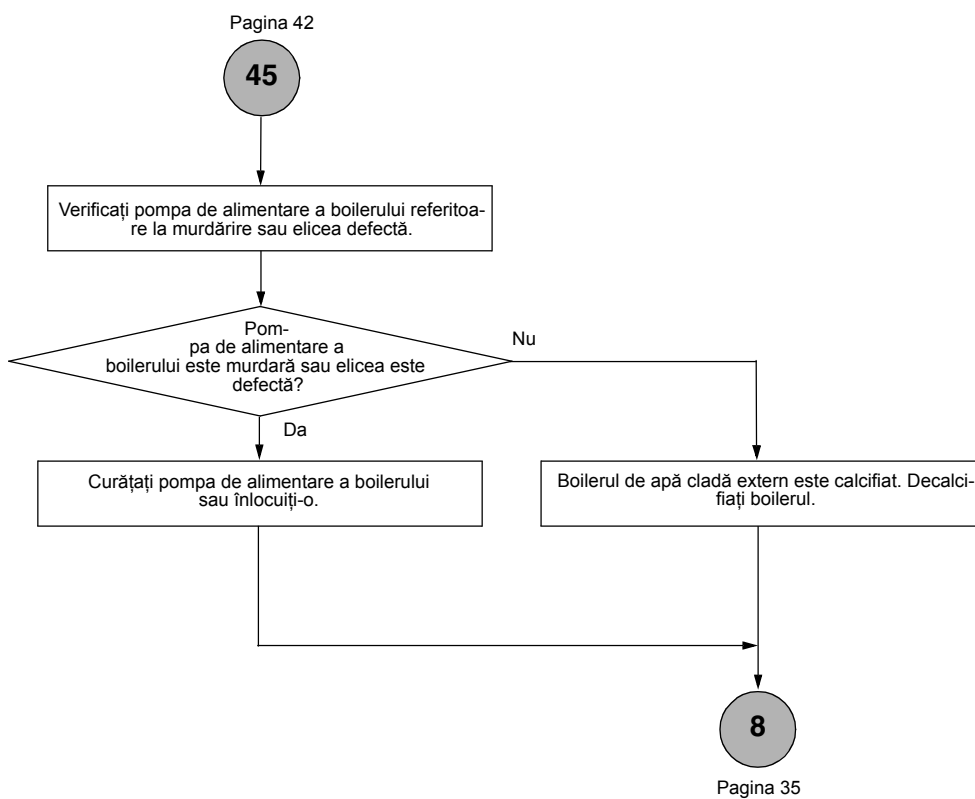 Pagina 42
45
Verificați pompa de alimentare a boilerului referitoa-
re la murdărire sau elicea defectă.
Pom-
pa de alimentare a
boilerului este murdară sau elicea este
defectă?
Nu
Da
Curățați pompa de alimentare a boilerului
sau înlocuiți-o.
Boilerul de apă cladă extern este calcifiat. Decalci-
fiați boilerul.
8
Pagina 35